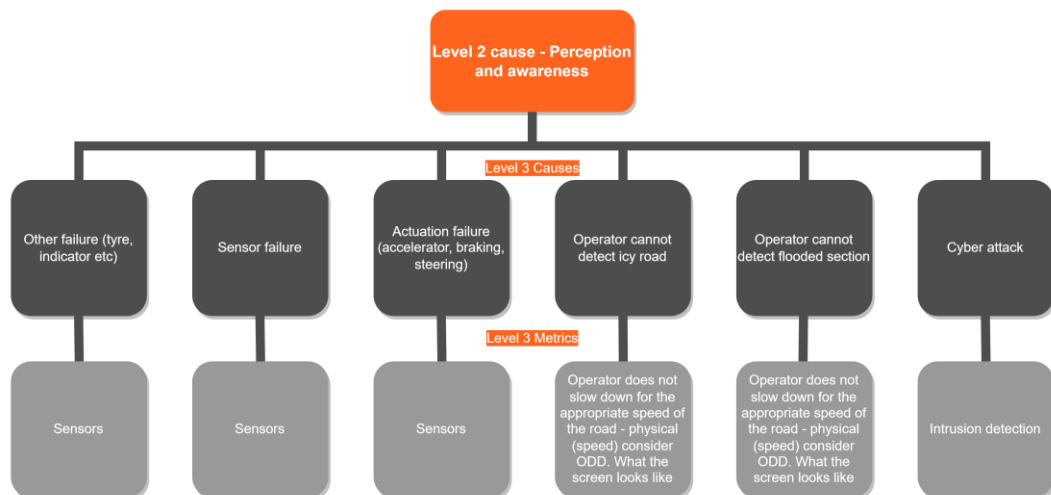 Level 2 cause - Perception
and awareness
Level 3 Causes
Other failure (tyre,
indicator etc)
Sensor failure
Actuation failure
(accelerator, braking,
steering)
Operator cannot
detect icy road
Operator cannot
detect flooded section
Cyber attack
Level 3 Metrics
Sensors
Sensors
Sensors
Operator does not
slow down for the
appropriate speed of
the road - physical
(speed) consider
ODD. What the
screen looks like
Operator does not
slow down for the
appropriate speed of
the road - physical
(speed) consider
ODD. What the
screen looks like
Intrusion detection